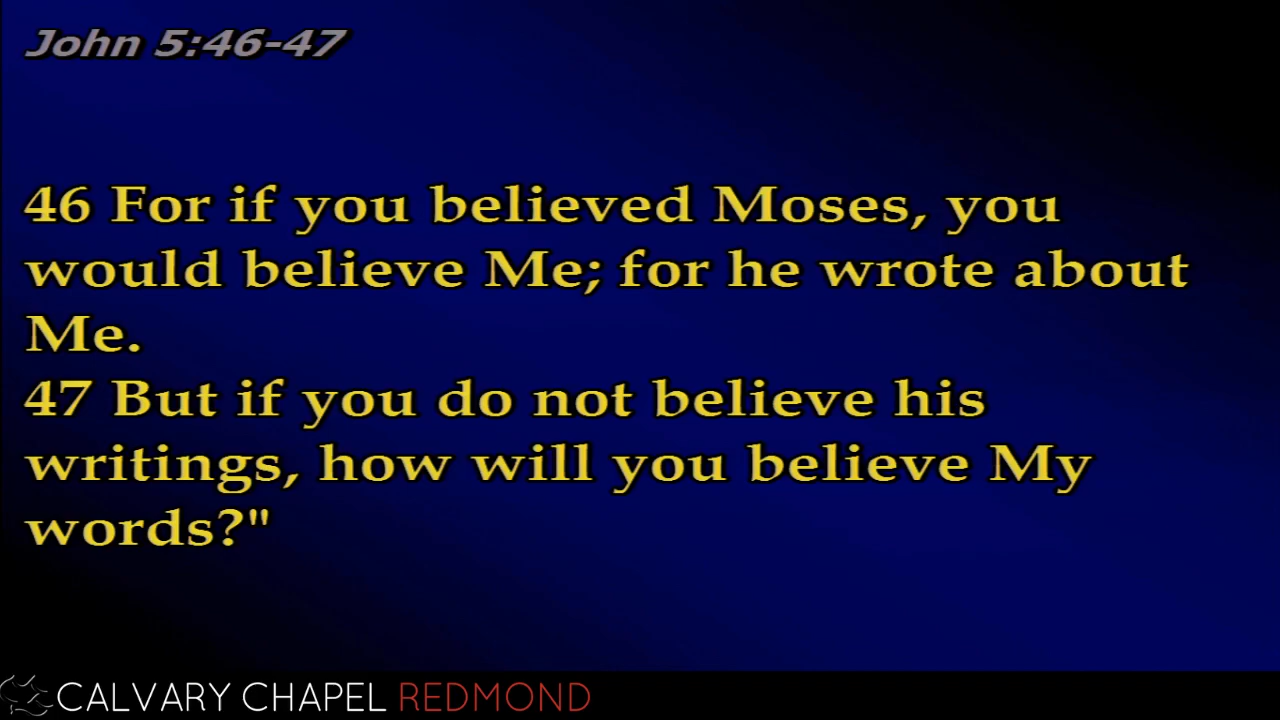 John 5:46-47
46 For if you believed Moses, you
would believe Me; for he wrote about
Me.
47 But if you do not believe his
writings, how will you believe My
words?"
CALVARY CHAPEL REDMOND